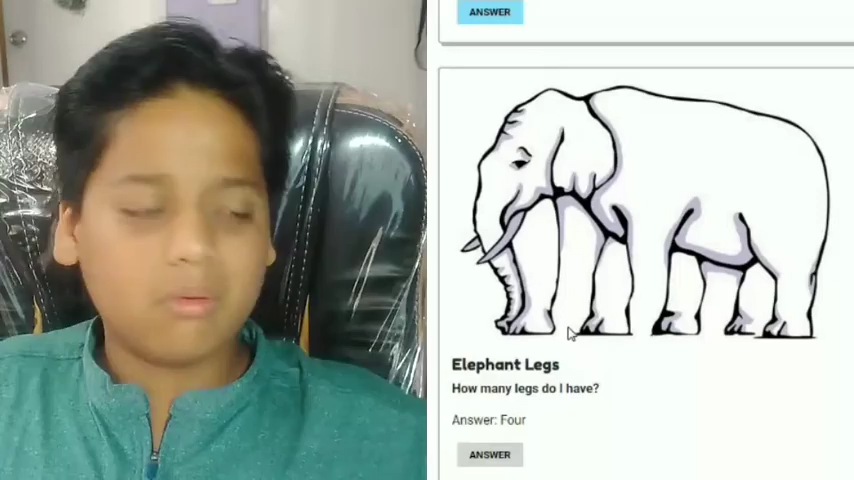 ANSWER
Elephant Legs
How many legs do I have?
Answer: Four
ANSWER